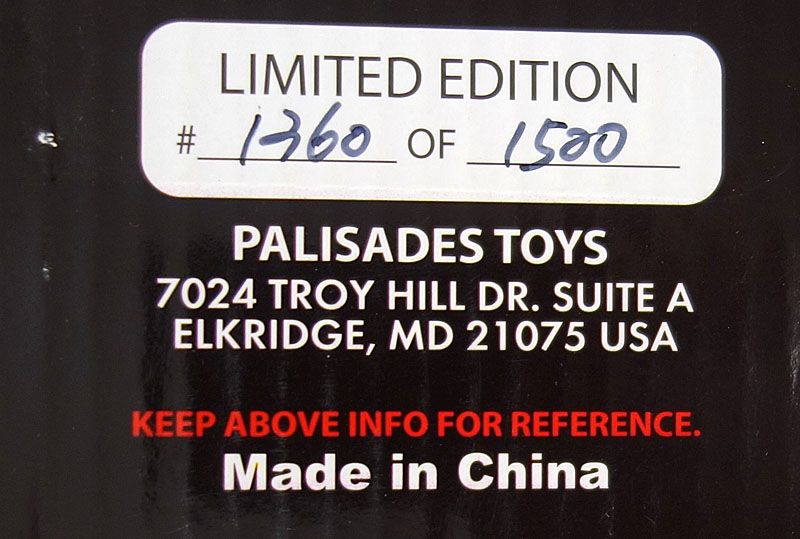 LIMITED EDITION
# 1360 OF 1500
PALISADES TOYS
7024 TROY HILL DR. SUITE A
ELKRIDGE, MD 21075 USA
KEEP ABOVE INFO FOR REFERENCE.
Made in China